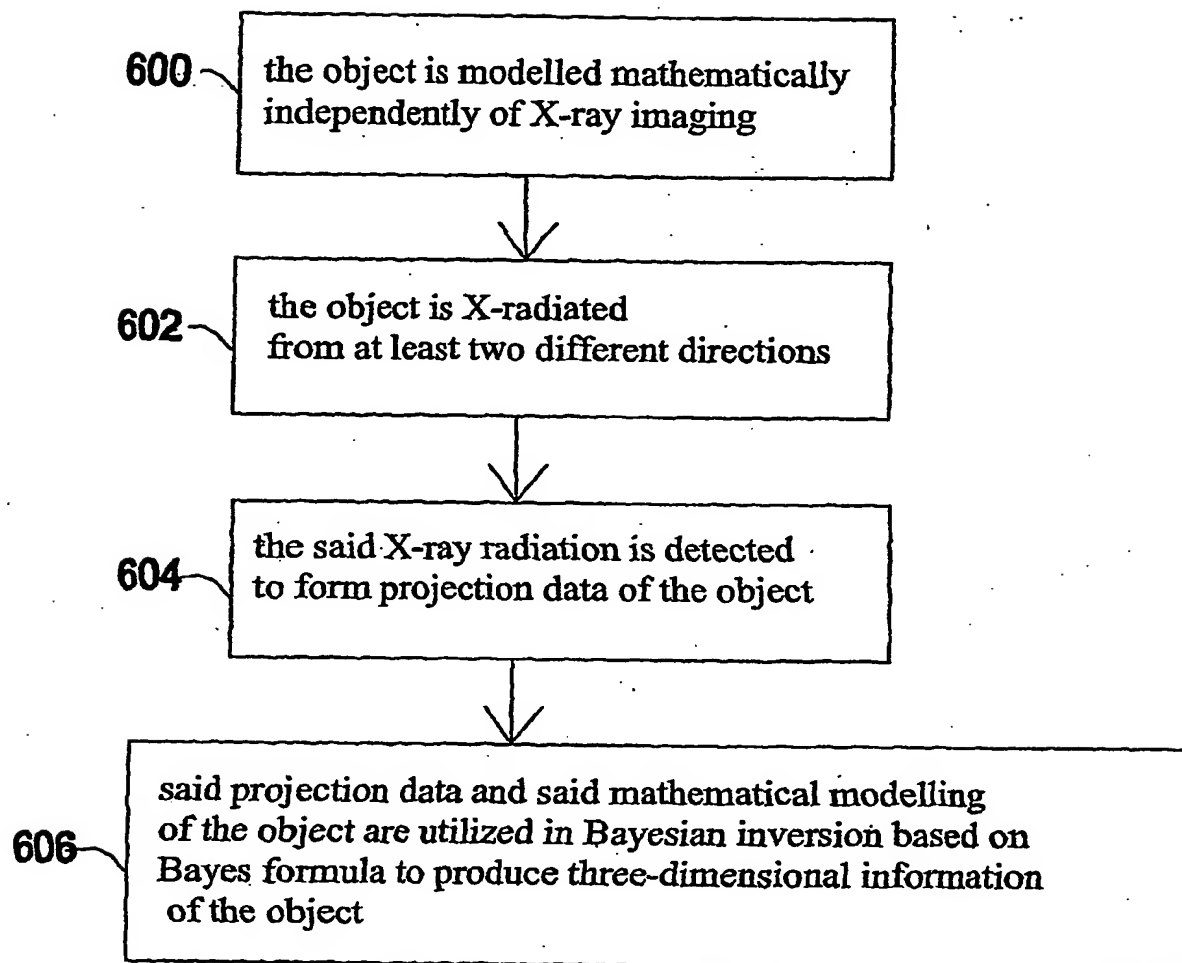 600
the object is modelled mathematically
independently of X-ray imaging
602
the object is X-radiated
from at least two different directions
604
the said X-ray radiation is detected
to form projection data of the object
606
said projection data and said mathematical modelling
of the object are utilized in Bayesian inversion based on
Bayes formula to produce three-dimensional information
of the object